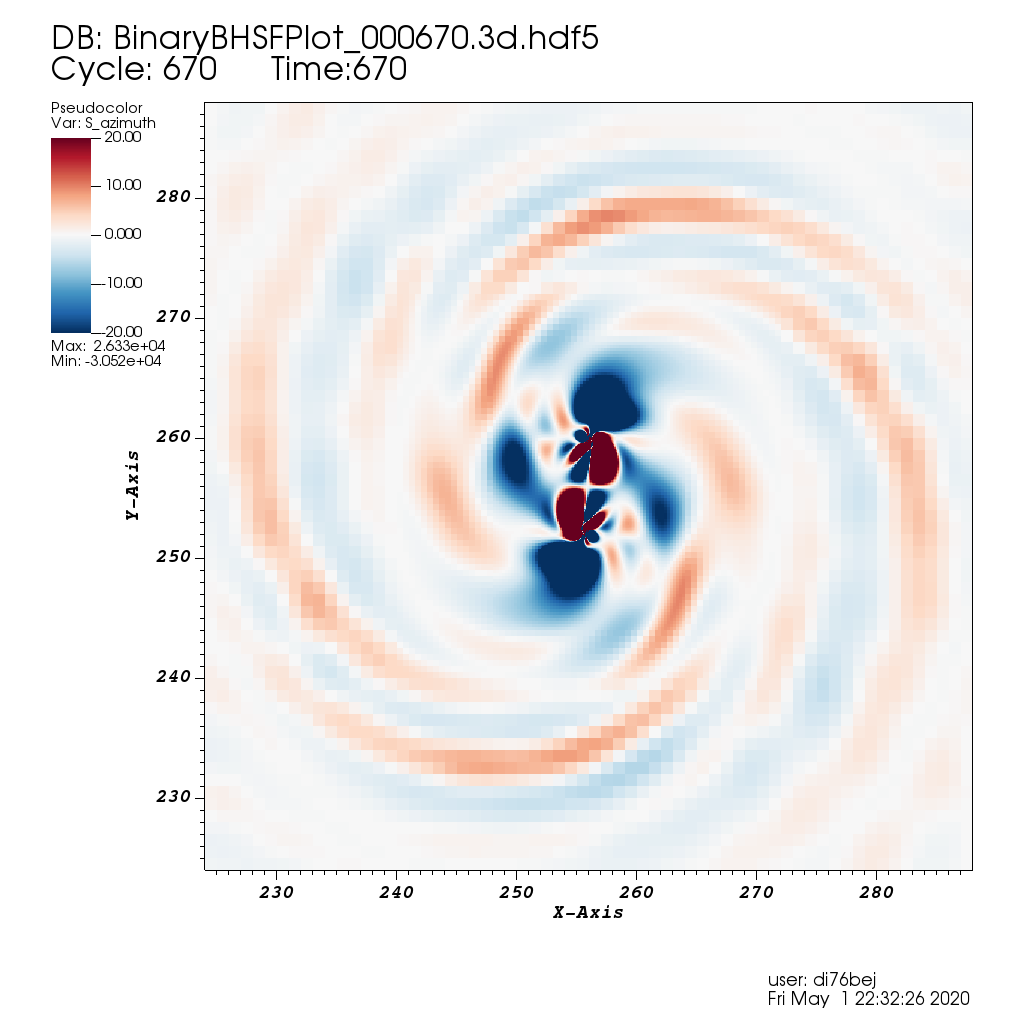 DB: BinaryBHSFPlot_000670.3d.hdf5
Cycle: 670 Time:670
Pseudocolor
Var: S_azimuth
20.00
10.00
0.000
-10.00
-20.00
Max: 2.633e+04
Min: -3.052e+04
280
270
260
250
240
230
Y-Axis
230 240 250 260 270 280
X-Axis
user: di76bej
Fri May 1 22:32:26 2020